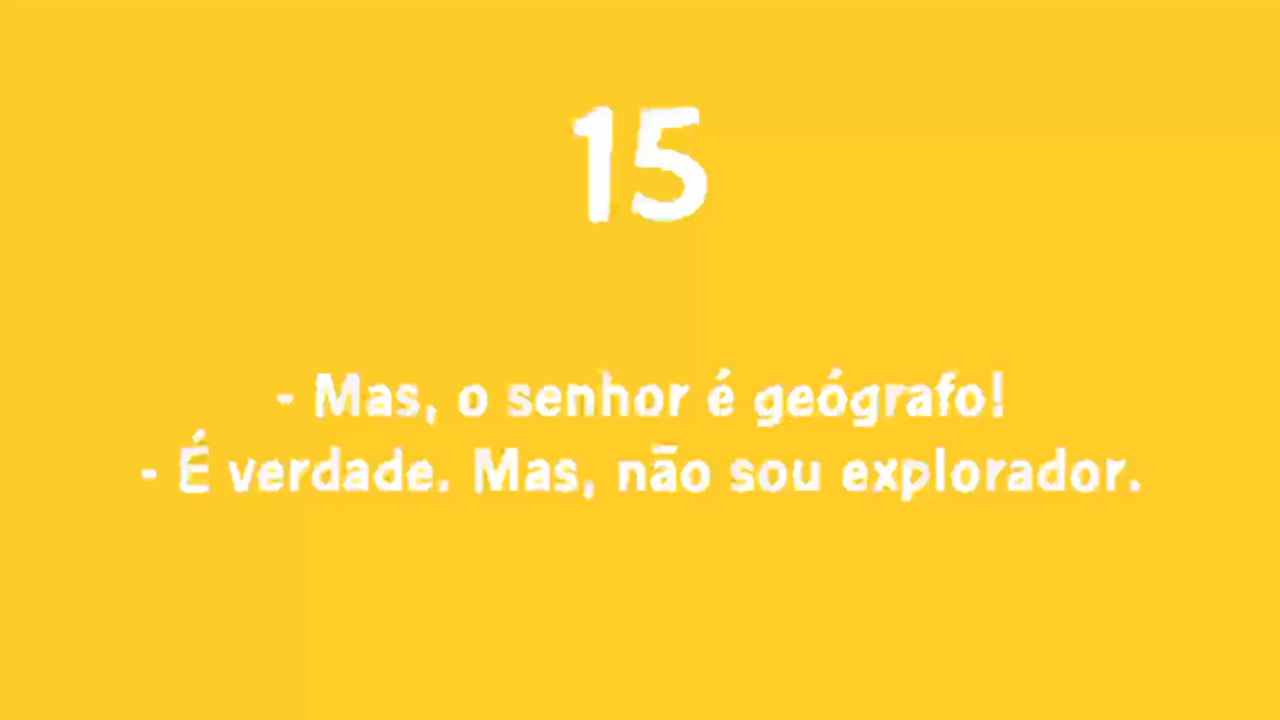 15
- Mas, o senhor é geógrafo!
- É verdade. Mas, não sou explorador.